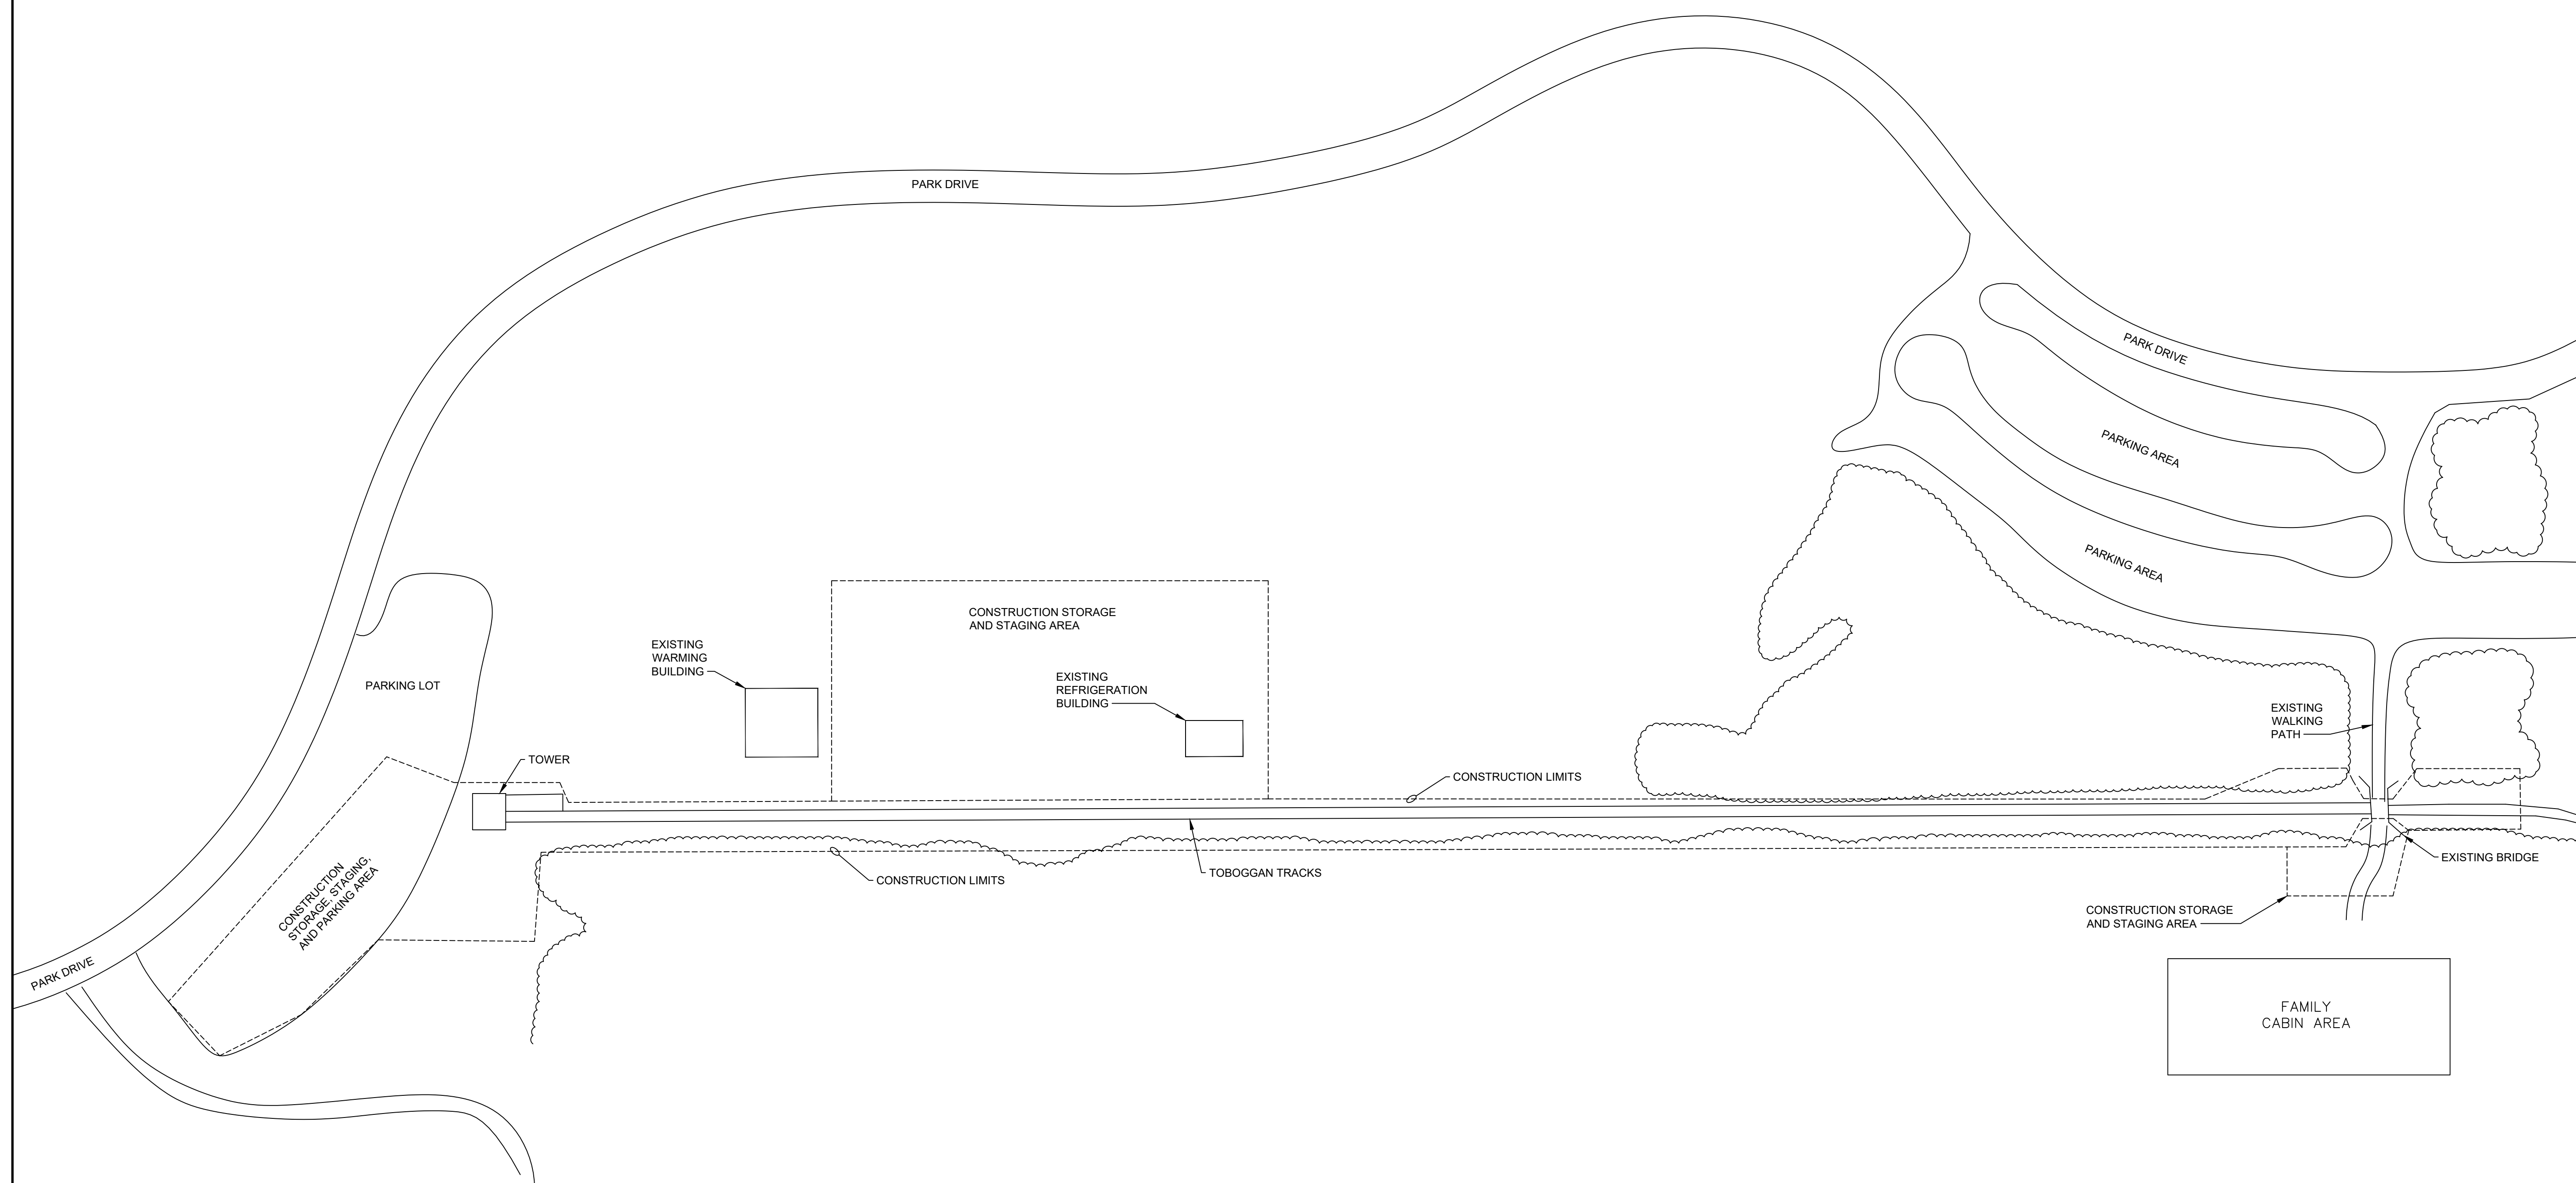 PARK DRIVE
PARK DRIVE
PARKING AREA
PARKING AREA
CONSTRUCTION STORAGE
AND STAGING AREA
EXISTING
WARMING
BUILDING
EXISTING
REFRIGERATION
BUILDING
PARKING LOT
EXISTING
WALKING
PATH
TOWER
CONSTRUCTION LIMITS
CONSTRUCTION
STORAGE, STAGING,
AND PARKING AREA
CONSTRUCTION LIMITS
TOBOGGAN TRACKS
EXISTING BRIDGE
CONSTRUCTION STORAGE
AND STAGING AREA
PARK DRIVE
FAMILY
CABIN AREA